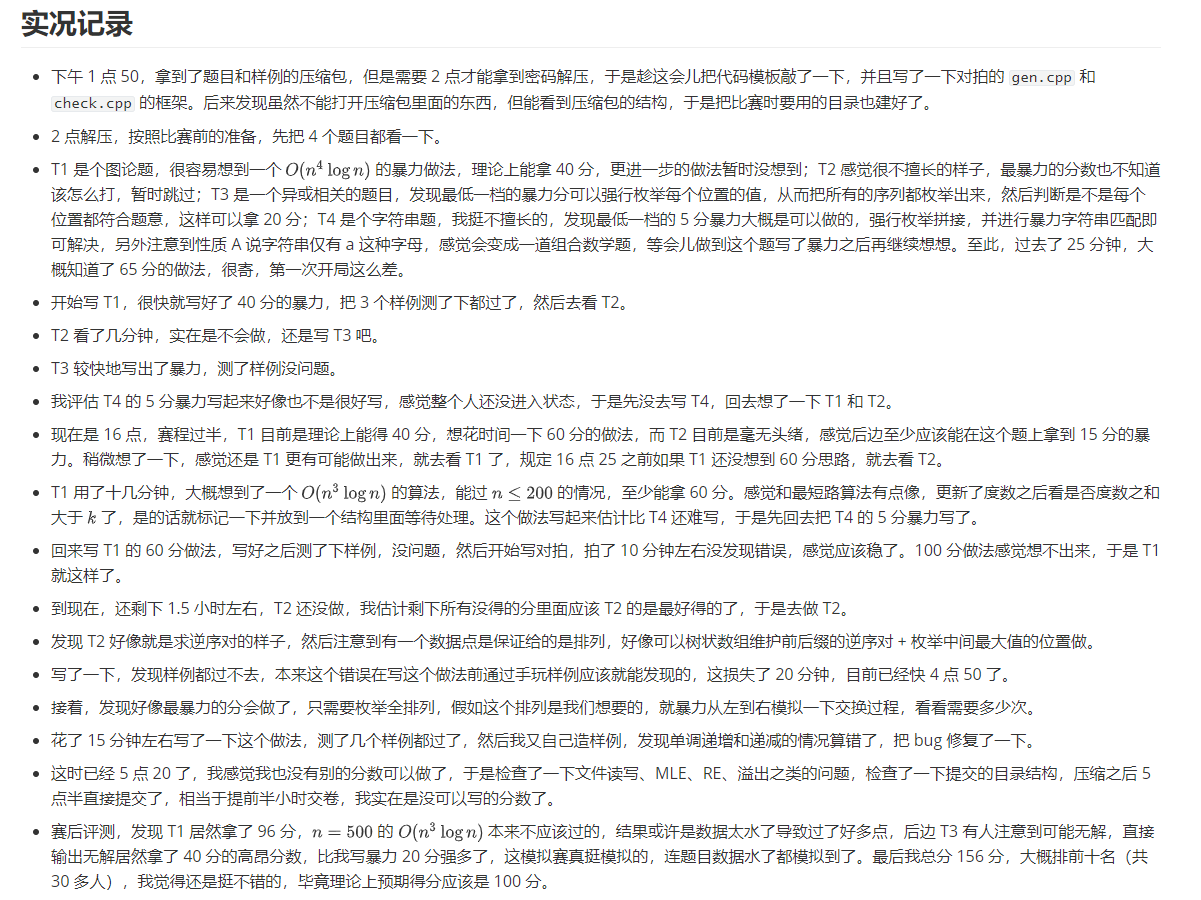 实况记录
下午 1 点 50，拿到了题目和样例的压缩包，但是需要 2 点才能拿到密码解压，于是趁这会儿把代码模板敲了一下，并且写了一下对拍的 gen.cpp 和
check.cpp 的框架。后来发现虽然不能打开压缩包里面的东西，但能看到压缩包的结构，于是把比赛时要用的目录也建好了。
2 点解压，按照比赛前的准备，先把 4 个题目都看一下。
T1 是个图论题，很容易想到一个 O(n⁴ log n) 的暴力做法，理论上能拿 40 分，更进一步的做法暂时没想到；T2 感觉很不擅长的样子，最暴力的分数也不知道
该怎么打，暂时跳过；T3 是一个异或相关的题目，发现最低一档的暴力分可以强行枚举每个位置的值，从而把所有的序列都枚举出来，然后判断是不是每个
位置都符合题意，这样可以拿 20 分；T4 是个字符串题，我挺不擅长的，发现最低一档的 5 分暴力大概是可以做的，强行枚举拼接，并进行暴力字符串匹配即
可解决，另外注意到性质 A 说字符串仅有 a 这种字母，感觉会变成一道组合数学题，等会儿做到这个题写了暴力之后再继续想想。至此，过去了 25 分钟，大
概知道了 65 分的做法，很寄，第一次开局这么差。
开始写 T1，很快就写好了 40 分的暴力，把 3 个样例测了下都过了，然后去看 T2。
T2 看了几分钟，实在是不会做，还是写 T3 吧。
T3 较快地写出了暴力，测了样例没问题。
我评估 T4 的 5 分暴力写起来好像也不是很好写，感觉整个人还没进入状态，于是先没去写 T4，回去想了一下 T1 和 T2。
现在是 16 点，赛程过半，T1 目前是理论上能得 40 分，想花时间一下 60 分的做法，而 T2 目前是毫无头绪，感觉后边至少应该能在这个题上拿到 15 分的暴
力。稍微想了一下，感觉还是 T1 更有可能做出来，就去看 T1 了，规定 16 点 25 之前如果 T1 还没想到 60 分思路，就去看 T2。
T1 用了十几分钟，大概想到了一个 O(n³ log n) 的算法，能过 n ≤ 200 的情况，至少能拿 60 分。感觉和最短路算法有点像，更新了度数之后看是否度数之和
大于 k 了，是的话就标记一下并放到一个结构里面等待处理。这个做法写起来估计比 T4 还难写，于是先回去把 T4 的 5 分暴力写了。
回来写 T1 的 60 分做法，写好之后测了下样例，没问题，然后开始写对拍，拍了 10 分钟左右没发现错误，感觉应该稳了。100 分做法感觉想不出来，于是 T1
就这样了。
到现在，还剩下 1.5 小时左右，T2 还没做，我估计剩下所有没得的分里面应该 T2 的是最好得的了，于是去做 T2。
发现 T2 好像就是求逆序对的样子，然后注意到有一个数据点是保证给的是排列，好像可以树状数组维护前后缀的逆序对 + 枚举中间最大值的位置做。
写了一下，发现样例都过不去，本来这个错误在写这个做法前通过手玩样例应该就能发现的，这损失了 20 分钟，目前已经快 4 点 50 了。
接着，发现好像最暴力的分会做了，只需要枚举全排列，假如这个排列是我们想要的，就暴力从左到右模拟一下交换过程，看看需要多少次。
花了 15 分钟左右写了一下这个做法，测了几个样例都过了，然后我又自己造样例，发现单调递增和递减的情况算错了，把 bug 修复了一下。
这时已经 5 点 20 了，我感觉我也没有别的分数可以做了，于是检查了一下文件读写、MLE、RE、溢出之类的问题，检查了一下提交的目录结构，压缩之后 5
点半直接提交了，相当于提前半小时交卷，我实在是没可以写的分数了。
赛后评测，发现 T1 居然拿了 96 分，n = 500 的 O(n³ log n) 本来不应该过的，结果或许是数据太水了导致过了好多点，后边 T3 有人注意到可能无解，直接
输出无解居然拿了 40 分的高昂分数，比我写暴力 20 分强多了，这模拟赛真挺模拟的，连题目数据水了都模拟到了。最后我总分 156 分，大概排前十名（共
30 多人），我觉得还是挺不错的，毕竟理论上预期得分应该是 100 分。